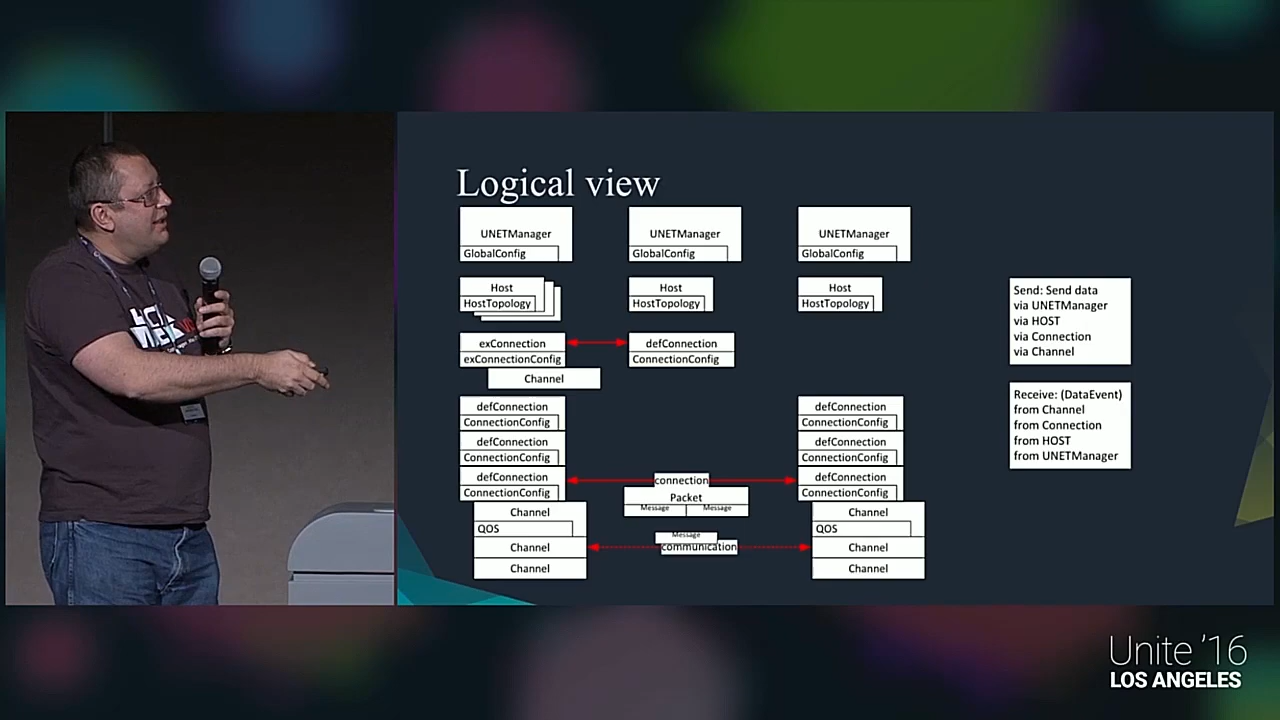 Logical view
UNETManager
GlobalConfig
UNETManager
GlobalConfig
UNETManager
GlobalConfig
Host
HostTopology
Host
HostTopology
Host
HostTopology
exConnection
exConnectionConfig
Channel
defConnection
ConnectionConfig
defConnection
ConnectionConfig
defConnection
ConnectionConfig
defConnection
ConnectionConfig
Channel
QOS
Channel
Channel
connection
Packet
Message Message
Message
communication
defConnection
ConnectionConfig
defConnection
ConnectionConfig
defConnection
ConnectionConfig
Channel
QOS
Channel
Channel
Send: Send data
via UNETManager
via HOST
via Connection
via Channel
Receive: (DataEvent)
from Channel
from Connection
from HOST
from UNETManager
Unite '16
LOS ANGELES